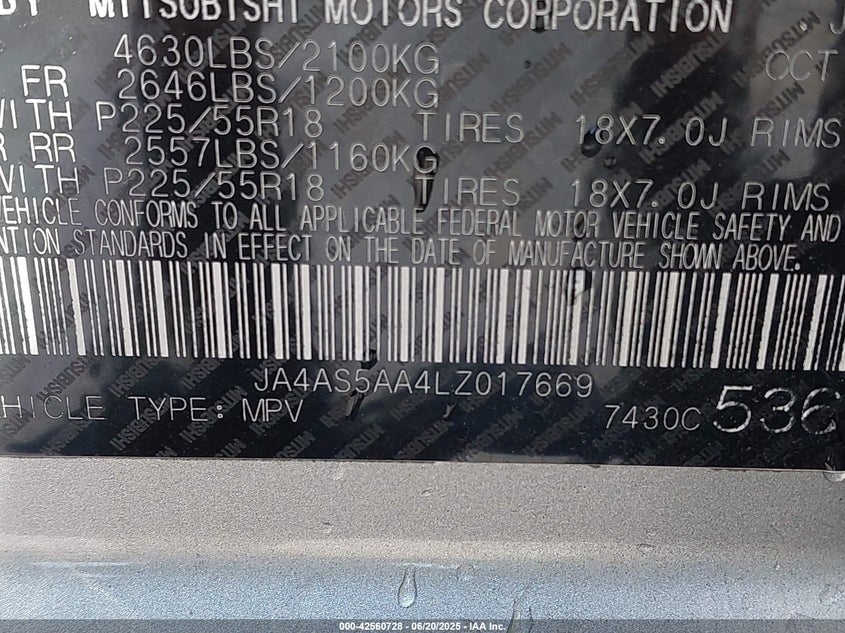 MITSUBISHI MOTORS CORPORATION
4630LBS/2100KG OCT
FR 2646LBS/1200KG
WITH P225/55R18 TIRES 18X7.0J RIMS
RR 2557LBS/1160KG
WITH P225/55R18 TIRES 18X7.0J RIMS
VEHICLE CONFORMS TO ALL APPLICABLE FEDERAL MOTOR VEHICLE SAFETY AND
NTION STANDARDS IN EFFECT ON THE DATE OF MANUFACTURE SHOWN ABOVE.
JA4AS5AA4LZ017669
EHICLE TYPE: MPV 7430C 536
000-42560728 - 06/20/2025 - IAA Inc.